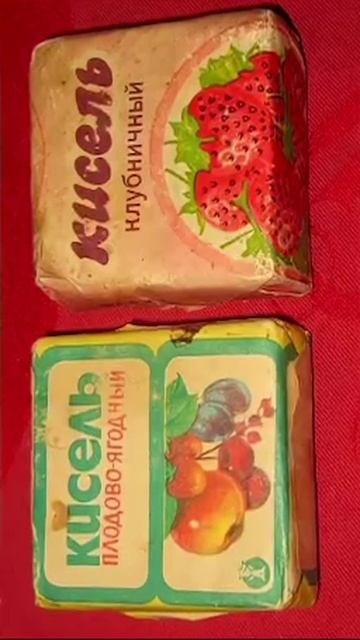 кисель
клубничный
кисель
плодово-ягодный